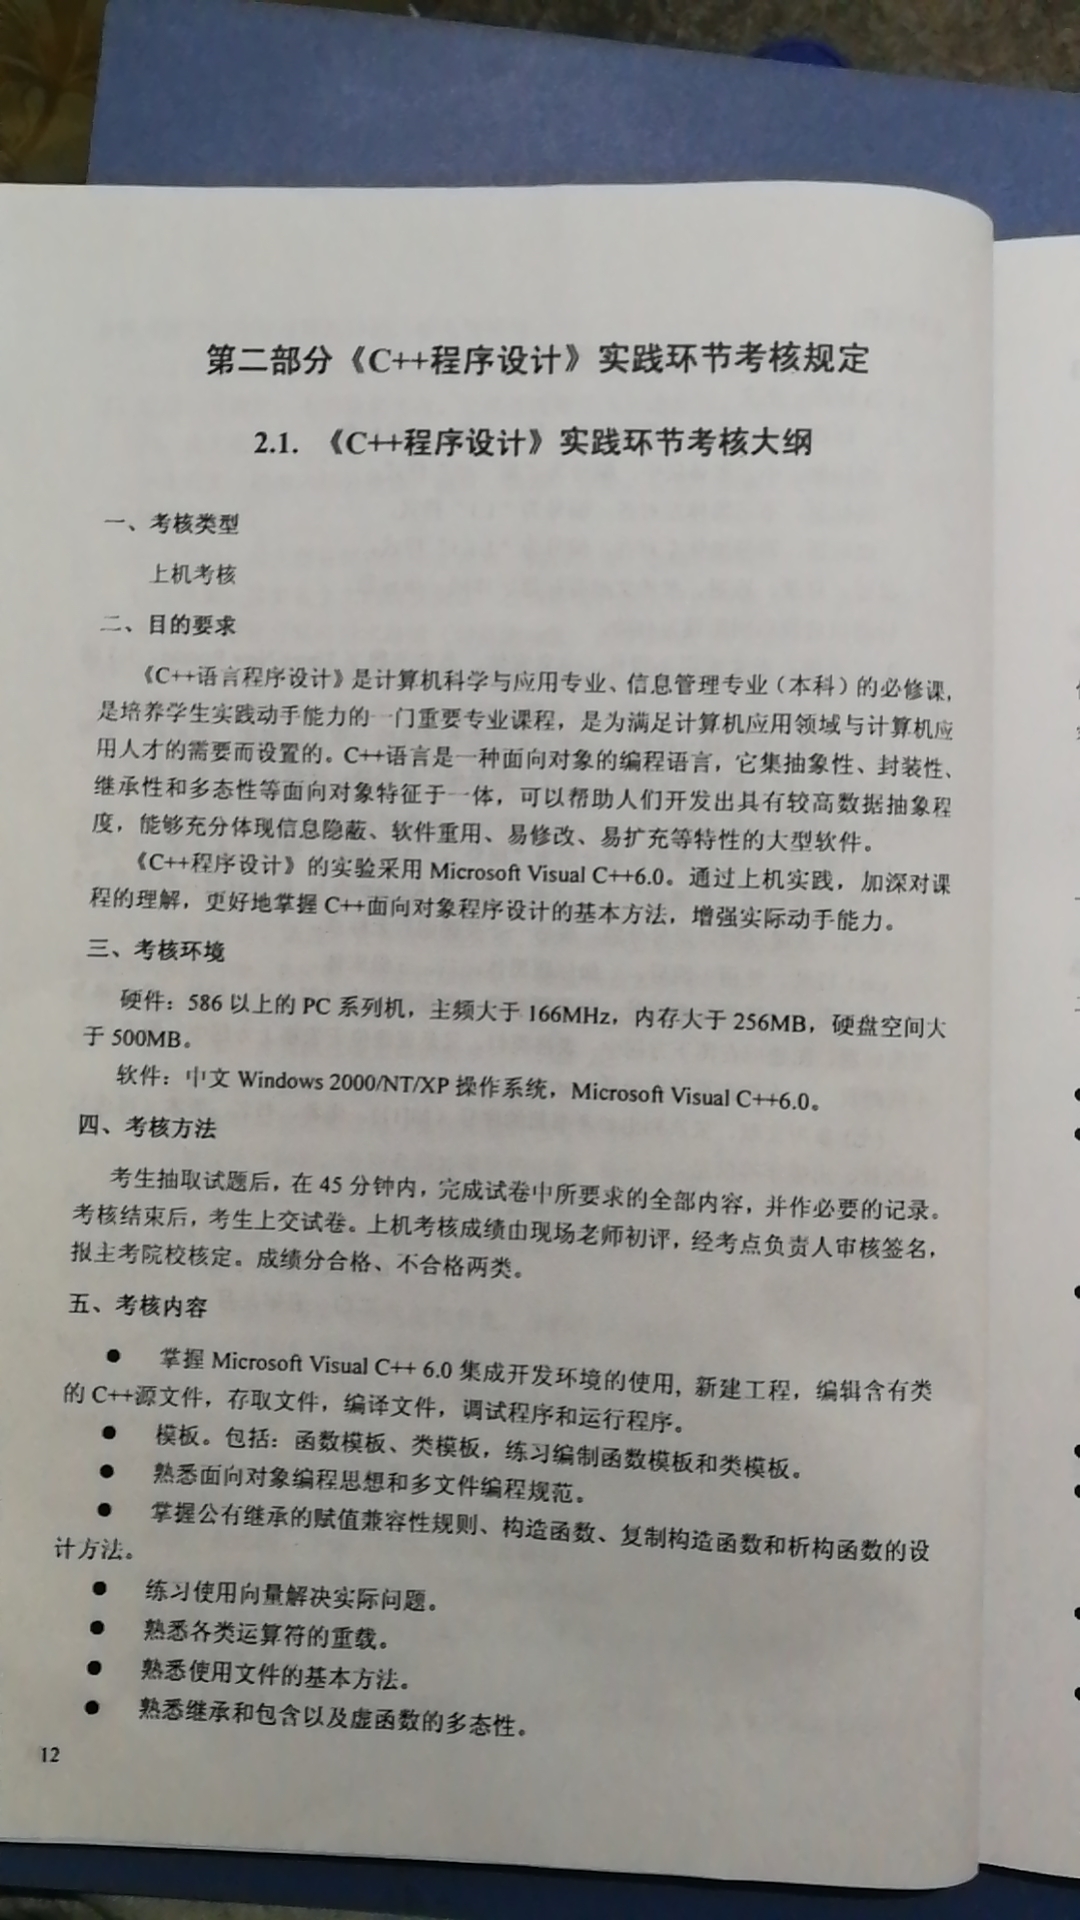 第二部分《C++程序设计》实践环节考核规定
2.1. 《C++程序设计》实践环节考核大纲
一、考核类型
上机考核
二、目的要求
《C++语言程序设计》是计算机科学与应用专业、信息管理专业（本科）的必修课，
是培养学生实践动手能力的一门重要专业课程，是为满足计算机应用领域与计算机应
用人才的需要而设置的。C++语言是一种面向对象的编程语言，它集抽象性、封装性、
继承性和多态性等面向对象特征于一体，可以帮助人们开发出具有较高数据抽象程
度，能够充分体现信息隐蔽、软件重用、易修改、易扩充等特性的大型软件。
《C++程序设计》的实验采用 Microsoft Visual C++6.0。通过上机实践，加深对课
程的理解，更好地掌握 C++面向对象程序设计的基本方法，增强实际动手能力。
三、考核环境
硬件：586 以上的 PC 系列机，主频大于 166MHz，内存大于 256MB，硬盘空间大
于 500MB。
软件：中文 Windows 2000/NT/XP 操作系统，Microsoft Visual C++6.0。
四、考核方法
考生抽取试题后，在 45 分钟内，完成试卷中所要求的全部内容，并作必要的记录。
考核结束后，考生上交试卷。上机考核成绩由现场老师初评，经考点负责人审核签名，
报主考院校核定。成绩分合格、不合格两类。
五、考核内容
● 掌握 Microsoft Visual C++ 6.0 集成开发环境的使用，新建工程，编辑含有类
的 C++源文件，存取文件，编译文件，调试程序和运行程序。
● 模板。包括：函数模板、类模板，练习编制函数模板和类模板。
● 熟悉面向对象编程思想和多文件编程规范。
● 掌握公有继承的赋值兼容性规则、构造函数、复制构造函数和析构函数的设
计方法。
● 练习使用向量解决实际问题。
● 熟悉各类运算符的重载。
● 熟悉使用文件的基本方法。
● 熟悉继承和包含以及虚函数的多态性。
12